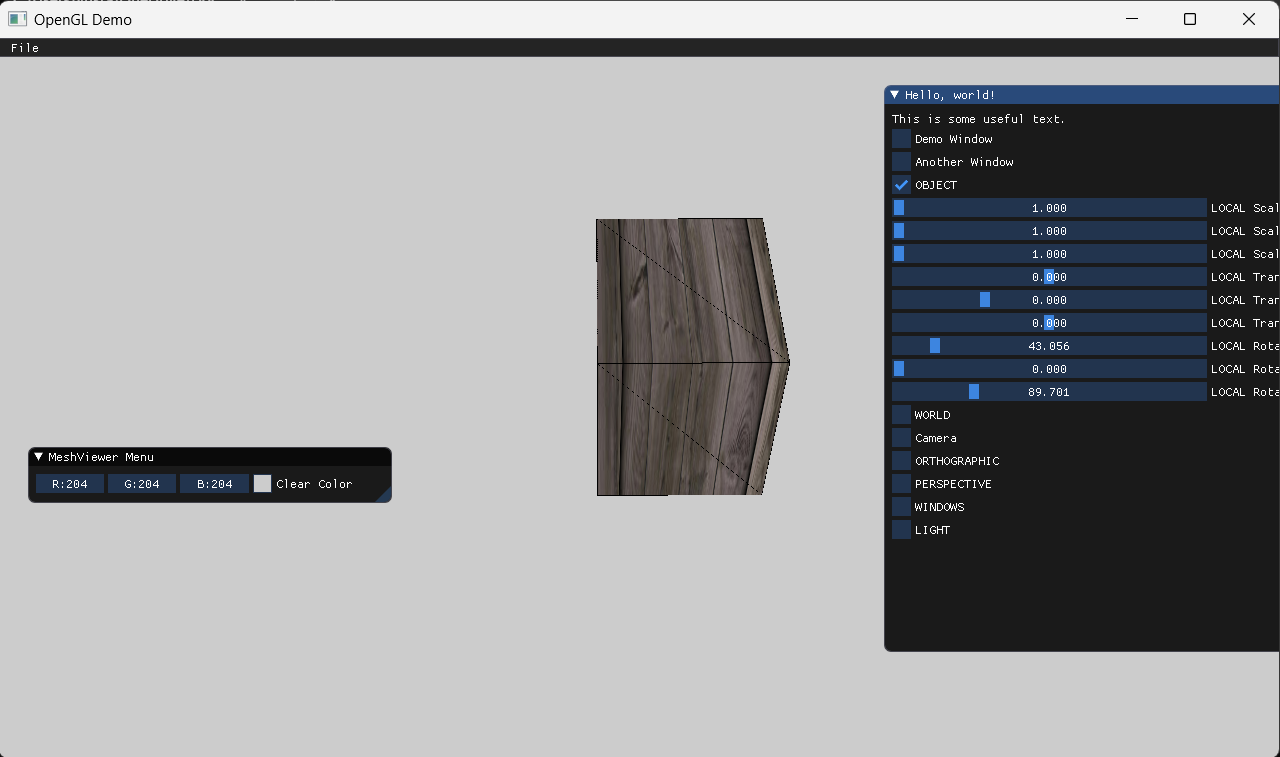 OpenGL Demo
File
Hello, world!
This is some useful text.
Demo Window
Another Window
OBJECT
1.000 LOCAL Scal
1.000 LOCAL Scal
1.000 LOCAL Scal
0.000 LOCAL Tran
0.000 LOCAL Tran
0.000 LOCAL Tran
43.056 LOCAL Rota
0.000 LOCAL Rota
89.701 LOCAL Rota
WORLD
Camera
ORTHOGRAPHIC
PERSPECTIVE
WINDOWS
LIGHT
MeshViewer Menu
R:204 G:204 B:204 Clear Color